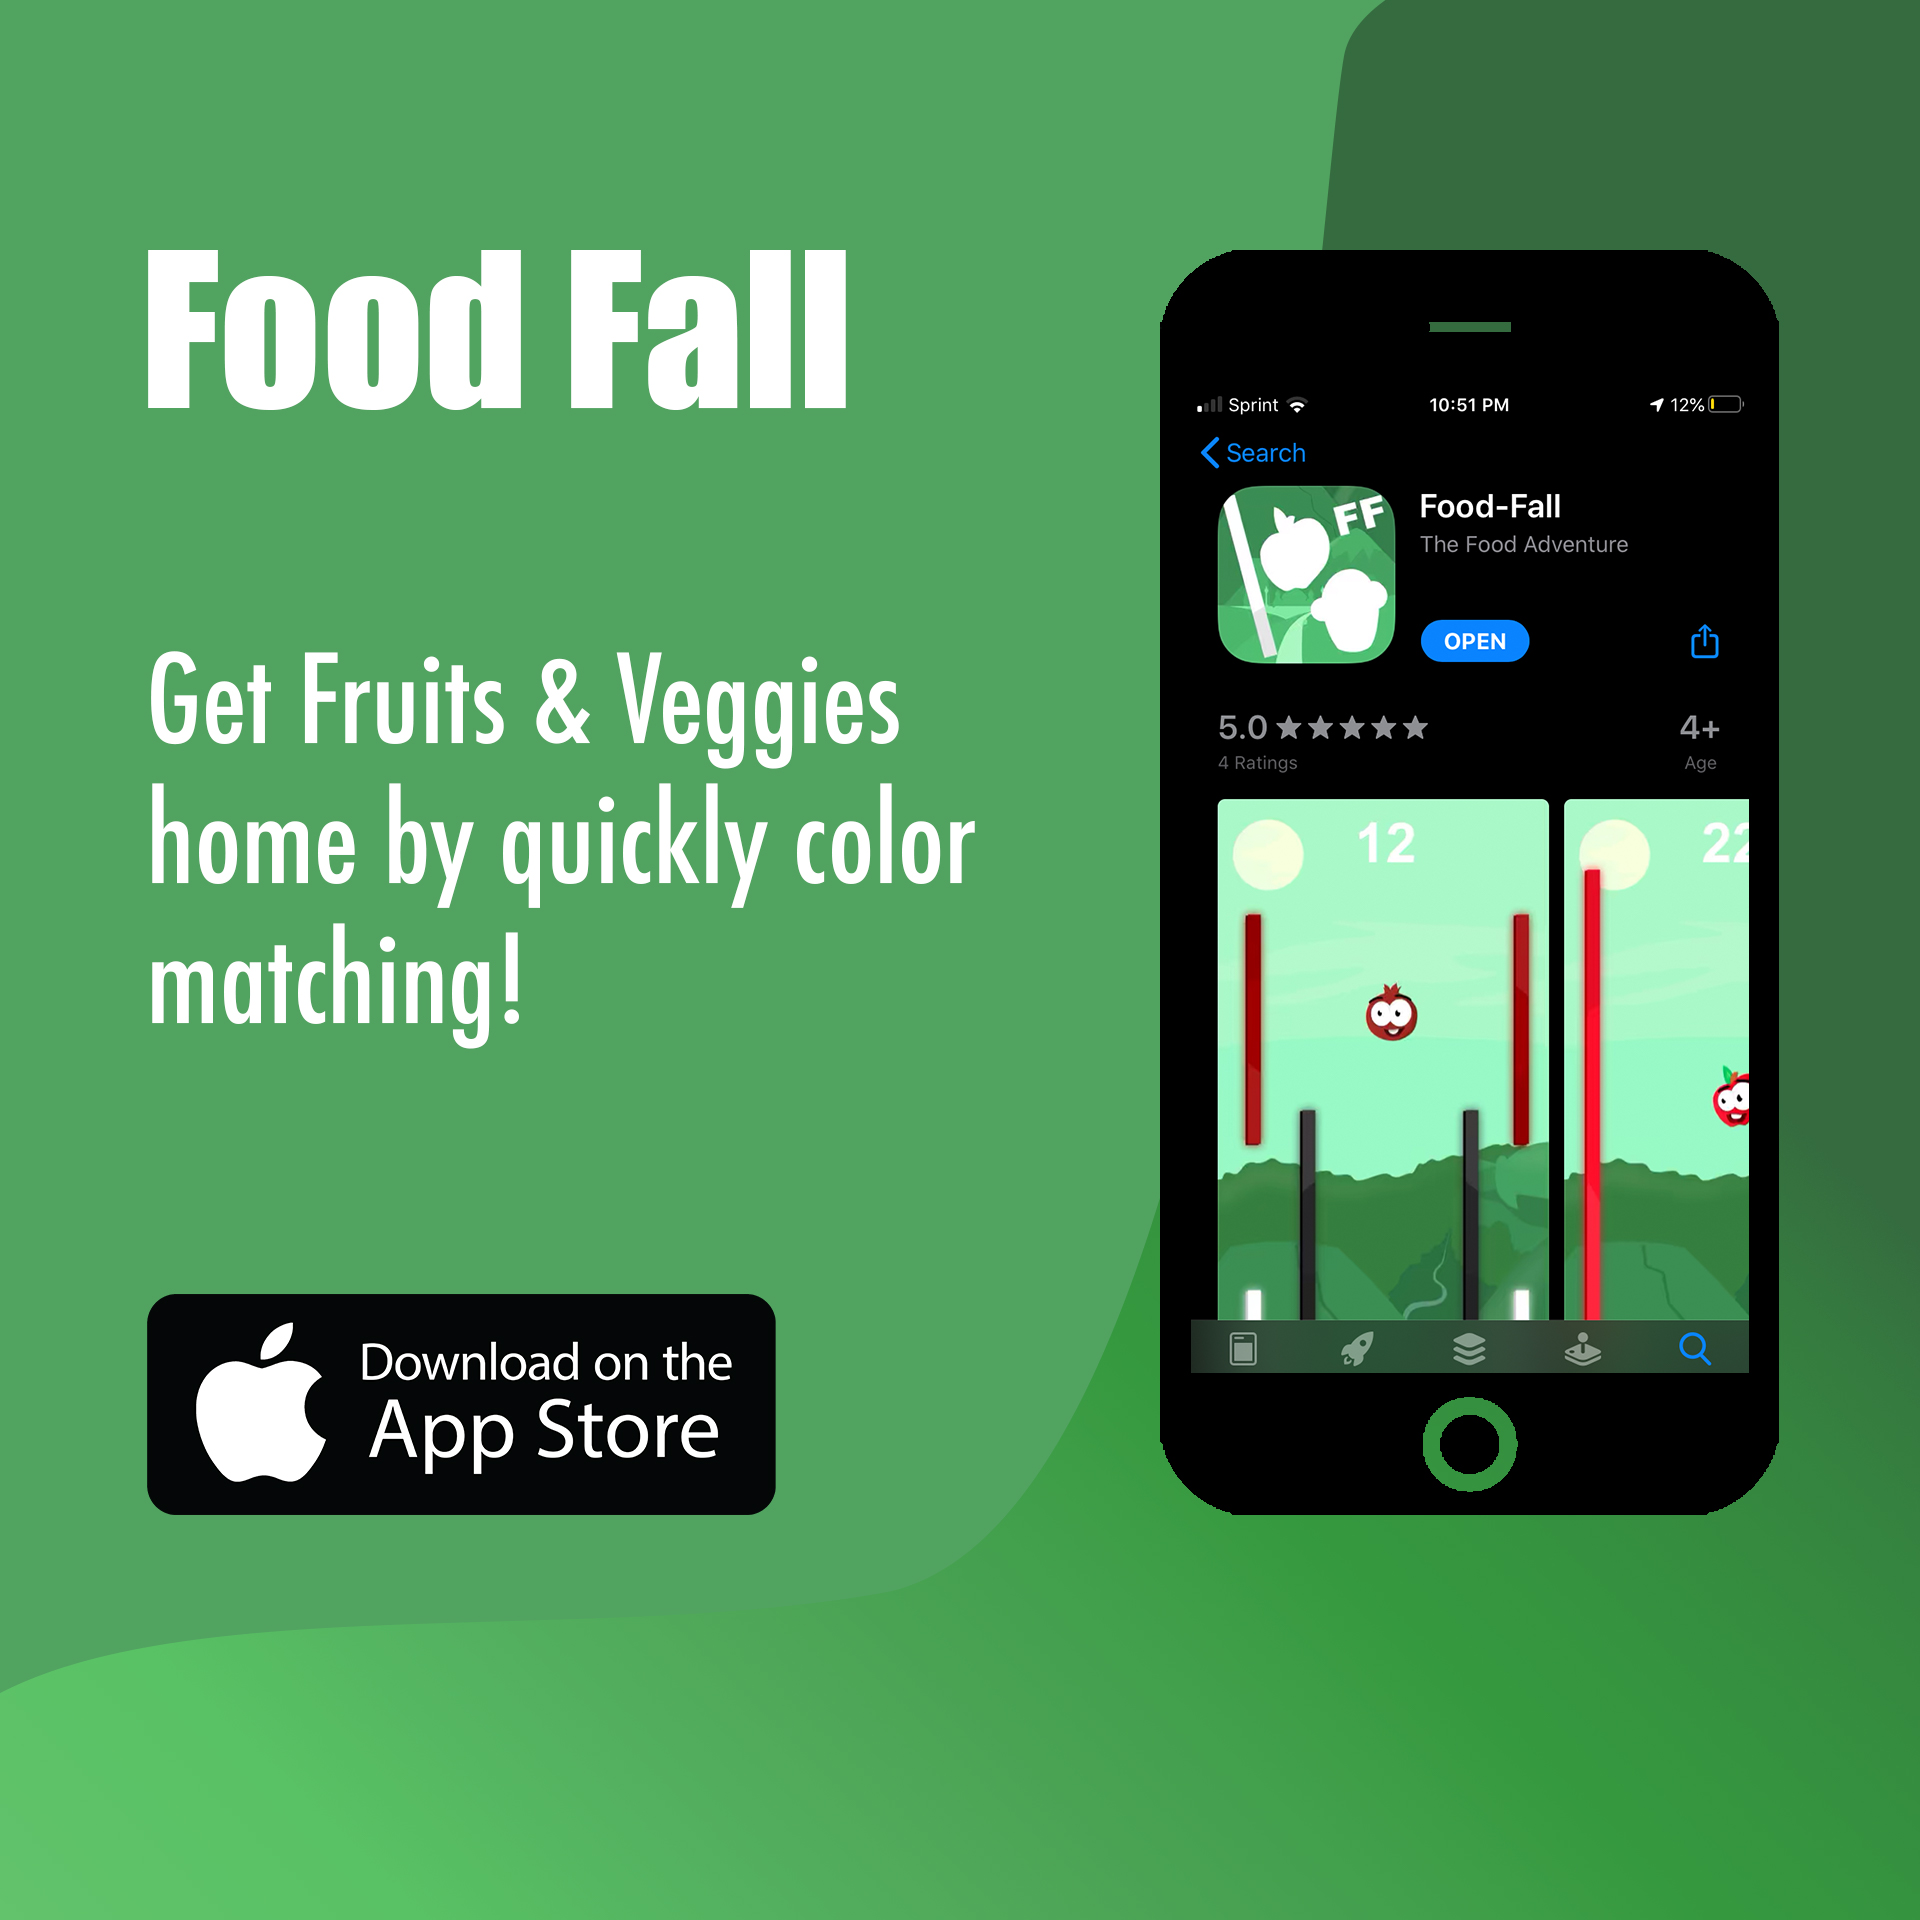 Food Fall
Get Fruits & Veggies
home by quickly color
matching!
Download on the
App Store
Sprint
10:51 PM
12%
Search
FF
Food-Fall
The Food Adventure
OPEN
5.0
4+
4 Ratings
Age
12
22